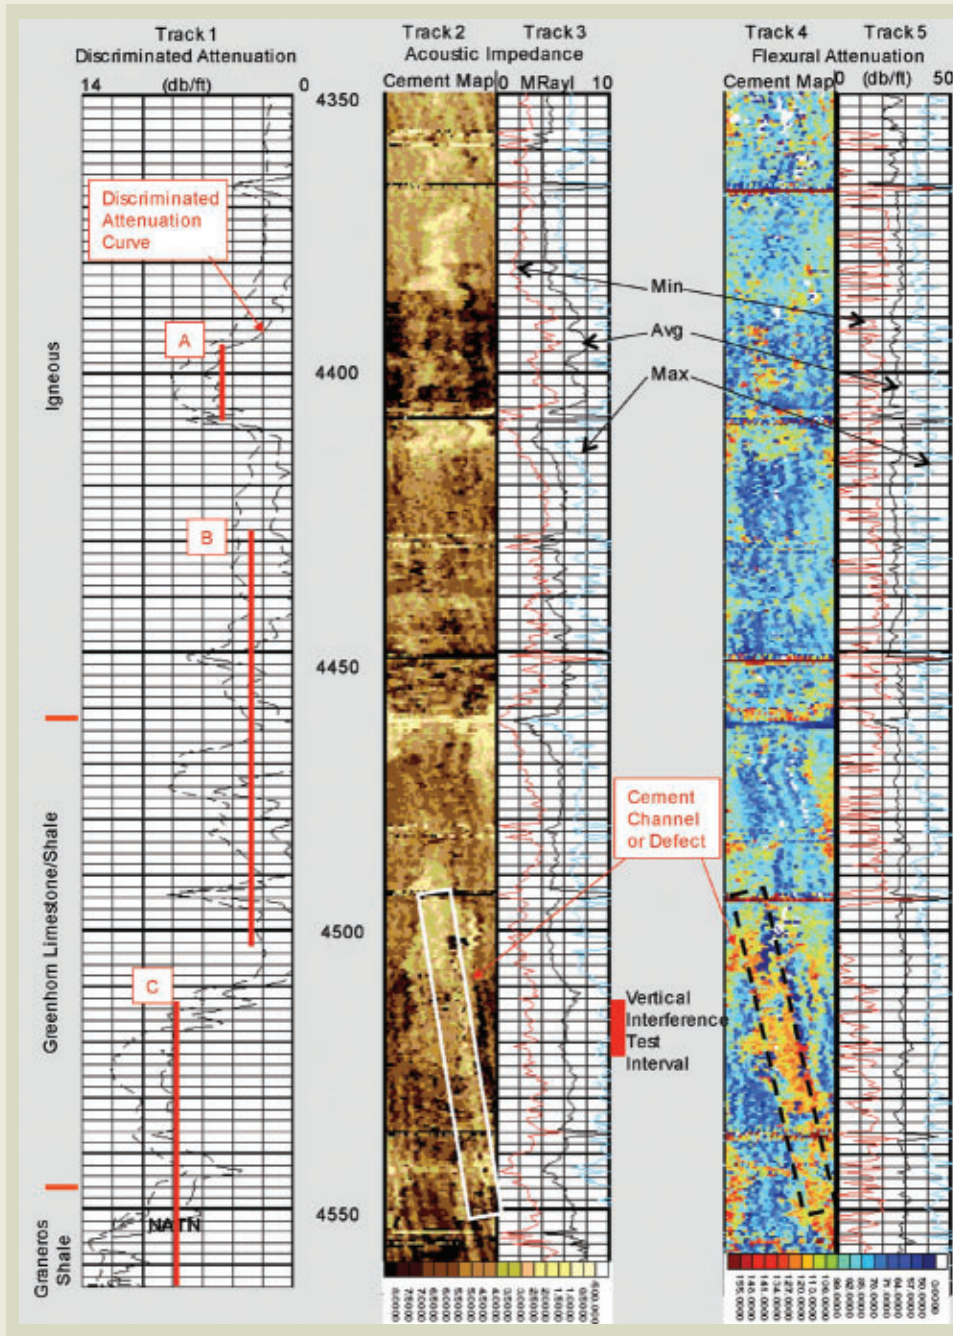 Track 1
Discriminated Attenuation
14 (db/ft) 0
Track 2 Track 3
Acoustic Impedance
Cement Map 0 MRayl 10
Track 4 Track 5
Flexural Attenuation
Cement Map 0 (db/ft) 50
4350
Discriminated
Attenuation
Curve
Min
Avg
Max
A
4400
Igneous
B
4450
Cement
Channel
or Defect
Greenhorn Limestone/Shale
4500
C
Vertical
Interference
Test
Interval
4550
NATN
Graneros
Shale